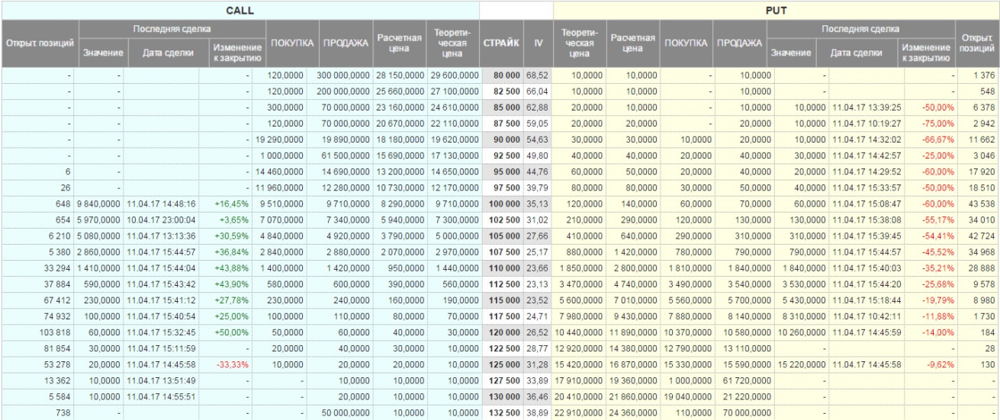 CALL PUT
Открыт позиций Последняя сделка ПОКУПКА ПРОДАЖА Расчетная цена Теорети-ческая цена СТРАЙК IV Теорети-ческая цена Расчетная цена ПОКУПКА ПРОДАЖА Последняя сделка Открыт позиций
Значение Дата сделки Изменение к закрытию Значение Дата сделки Изменение к закрытию
- - - 120,0000 300 000,0000 28 150,0000 29 600,0000 80 000 68,52 10,0000 10,0000 - 10,0000 - - 1 376
- - - 120,0000 200 000,0000 25 660,0000 27 100,0000 82 500 66,04 10,0000 10,0000 - 10,0000 - - 548
- - - 300,0000 70 000,0000 23 160,0000 24 610,0000 85 000 62,88 20,0000 10,0000 - 10,0000 10,0000 11.04.17 13:39:25 -50,00% 6 378
- - - 120,0000 70 000,0000 20 670,0000 22 110,0000 87 500 59,05 20,0000 20,0000 - 20,0000 10,0000 11.04.17 10:19:27 -75,00% 2 942
- - - 19 290,0000 19 890,0000 18 180,0000 19 620,0000 90 000 54,63 30,0000 30,0000 10,0000 20,0000 10,0000 11.04.17 14:32:02 -66,67% 11 662
- - - 1 000,0000 61 500,0000 15 690,0000 17 130,0000 92 500 49,80 40,0000 40,0000 20,0000 40,0000 30,0000 11.04.17 14:42:57 -25,00% 3 046
6 - - 14 460,0000 14 690,0000 13 200,0000 14 650,0000 95 000 44,76 60,0000 50,0000 20,0000 40,0000 20,0000 11.04.17 14:29:52 -60,00% 17 920
26 - - 11 960,0000 12 280,0000 10 730,0000 12 170,0000 97 500 39,79 80,0000 80,0000 30,0000 50,0000 40,0000 11.04.17 15:33:57 -50,00% 18 510
648 9 840,0000 11.04.17 14:48:16 +16,45% 9 510,0000 9 710,0000 8 290,0000 9 710,0000 100 000 35,13 120,0000 140,0000 60,0000 70,0000 60,0000 11.04.17 15:08:47 -60,00% 43 538
654 5 970,0000 10.04.17 23:00:04 +3,65% 7 070,0000 7 340,0000 5 940,0000 7 300,0000 102 500 31,02 210,0000 290,0000 120,0000 130,0000 130,0000 11.04.17 15:38:08 -55,17% 34 010
6 210 5 080,0000 11.04.17 13:13:36 +30,59% 4 840,0000 4 920,0000 3 790,0000 5 000,0000 105 000 27,66 410,0000 640,0000 290,0000 310,0000 310,0000 11.04.17 15:39:45 -54,41% 42 724
5 380 2 860,0000 11.04.17 15:44:57 +36,84% 2 840,0000 2 880,0000 2 070,0000 2 970,0000 107 500 25,17 880,0000 1 420,0000 780,0000 790,0000 790,0000 11.04.17 15:44:57 -45,52% 34 968
33 294 1 410,0000 11.04.17 15:44:04 +43,88% 1 400,0000 1 420,0000 950,0000 1 440,0000 110 000 23,66 1 850,0000 2 800,0000 1 810,0000 1 840,0000 1 840,0000 11.04.17 15:40:03 -35,21% 28 888
37 884 590,0000 11.04.17 15:43:42 +43,90% 580,0000 600,0000 390,0000 560,0000 112 500 23,13 3 470,0000 4 740,0000 3 490,0000 3 540,0000 3 530,0000 11.04.17 15:44:20 -25,68% 9 578
67 412 230,0000 11.04.17 15:41:12 +27,78% 230,0000 240,0000 160,0000 190,0000 115 000 23,52 5 600,0000 7 010,0000 5 560,0000 5 700,0000 5 430,0000 11.04.17 15:18:44 -19,79% 8 980
74 932 100,0000 11.04.17 15:40:54 +25,00% 100,0000 110,0000 80,0000 70,0000 117 500 24,71 7 980,0000 9 430,0000 7 880,0000 8 140,0000 8 310,0000 11.04.17 10:42:11 -11,88% 1 730
103 818 60,0000 11.04.17 15:32:45 +50,00% 50,0000 60,0000 40,0000 30,0000 120 000 26,52 10 440,0000 11 890,0000 10 370,0000 10 580,0000 10 260,0000 11.04.17 14:45:59 -14,00% 184
81 854 30,0000 11.04.17 15:11:59 - 20,0000 40,0000 30,0000 10,0000 122 500 28,77 12 920,0000 14 380,0000 12 790,0000 13 110,0000 - - 28
53 278 20,0000 11.04.17 14:45:58 -33,33% 10,0000 20,0000 20,0000 10,0000 125 000 31,28 15 420,0000 16 870,0000 15 330,0000 15 590,0000 15 220,0000 11.04.17 14:45:58 -9,62% 130
13 362 10,0000 11.04.17 13:51:49 - - 10,0000 10,0000 10,0000 127 500 33,89 17 910,0000 19 360,0000 1 000,0000 61 720,0000 - - -
5 584 10,0000 11.04.17 14:55:51 - - 20,0000 10,0000 10,0000 130 000 36,46 20 410,0000 21 860,0000 19 040,0000 21 220,0000 - - -
738 - - - 50 000,0000 10,0000 10,0000 132 500 38,89 22 910,0000 24 360,0000 110,0000 70 000,0000 - - -